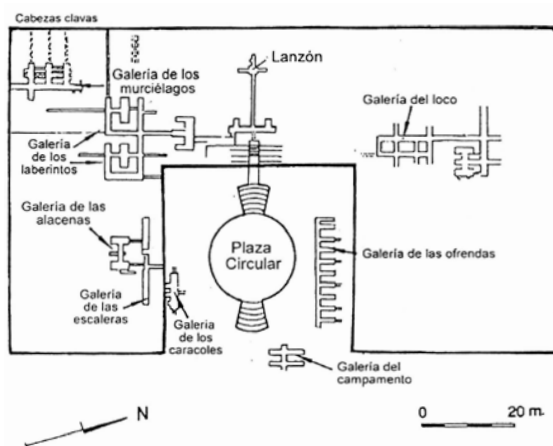 Cabezas clavas
Galería de los
murciélagos
Lanzón
Galería del loco
Galería
de los
laberintos
Galería de las
alacenas
Plaza
Circular
Galería de las ofrendas
Galería
de las
escaleras
Galería
de los
caracoles
Galería del
campamento
N
0 20 m.